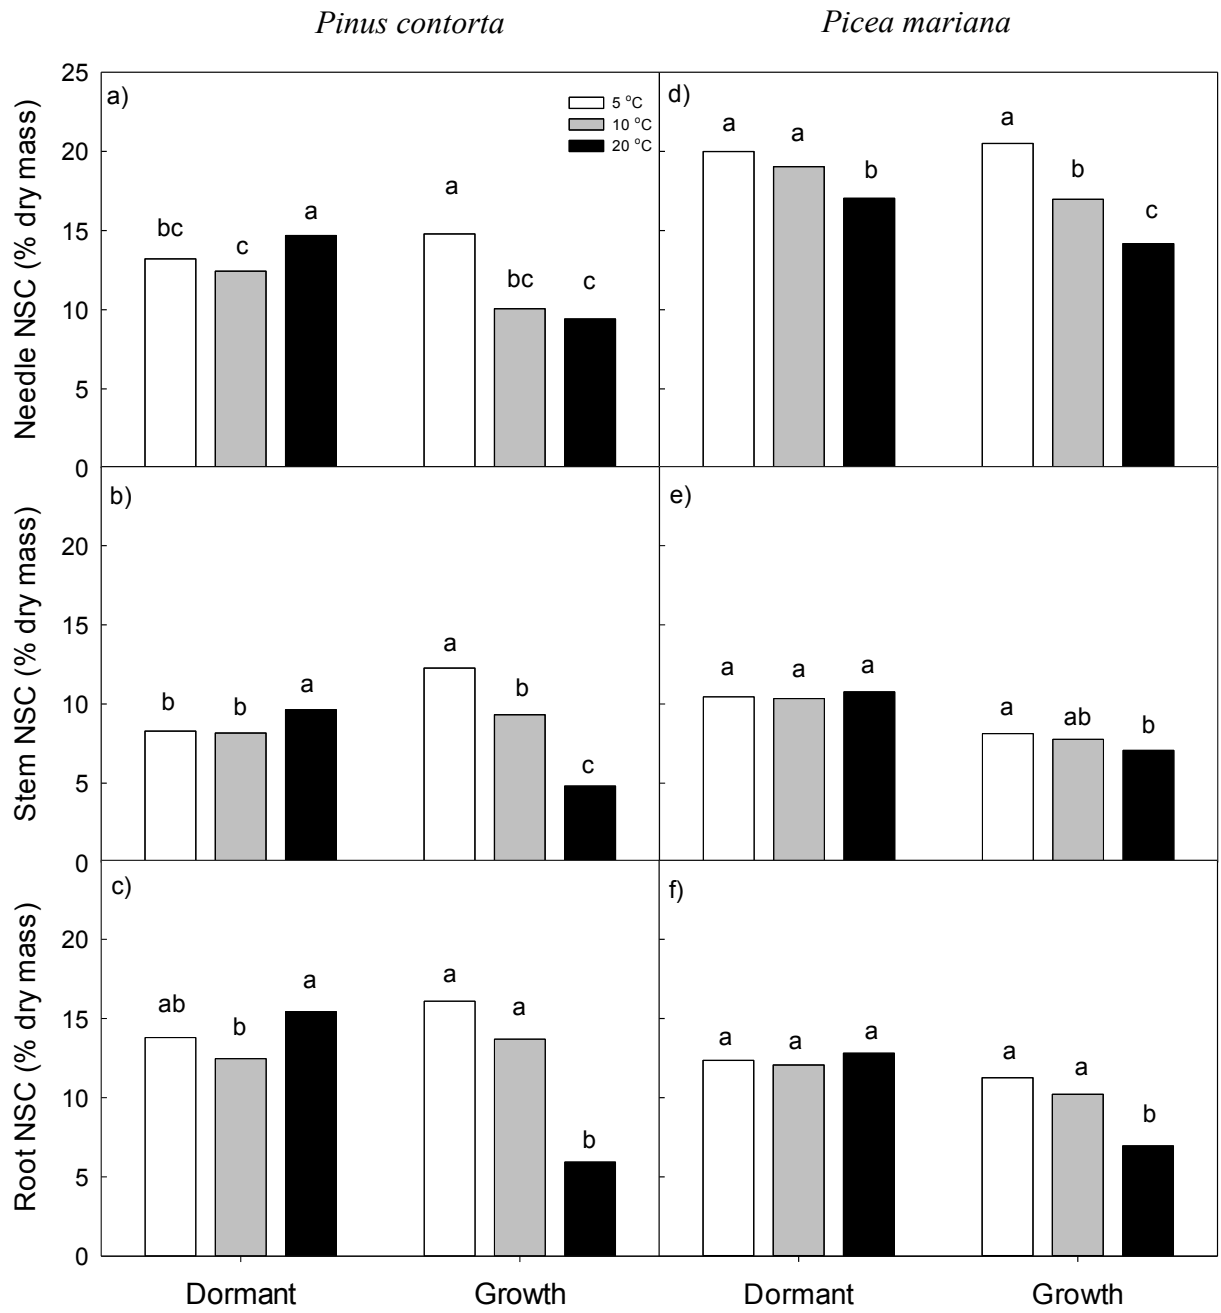 Pinus contorta
Picea mariana
Needle NSC (% dry mass)
25
20
15
10
5
0
a)
5 °C
10 °C
20 °C
bc
c
a
a
bc
c
d)
a
a
b
a
b
c
Stem NSC (% dry mass)
20
15
10
5
0
b)
b
b
a
a
b
c
e)
a
a
a
a
ab
b
Root NSC (% dry mass)
20
15
10
5
0
c)
ab
b
a
a
a
b
f)
a
a
a
a
a
b
Dormant
Growth
Dormant
Growth